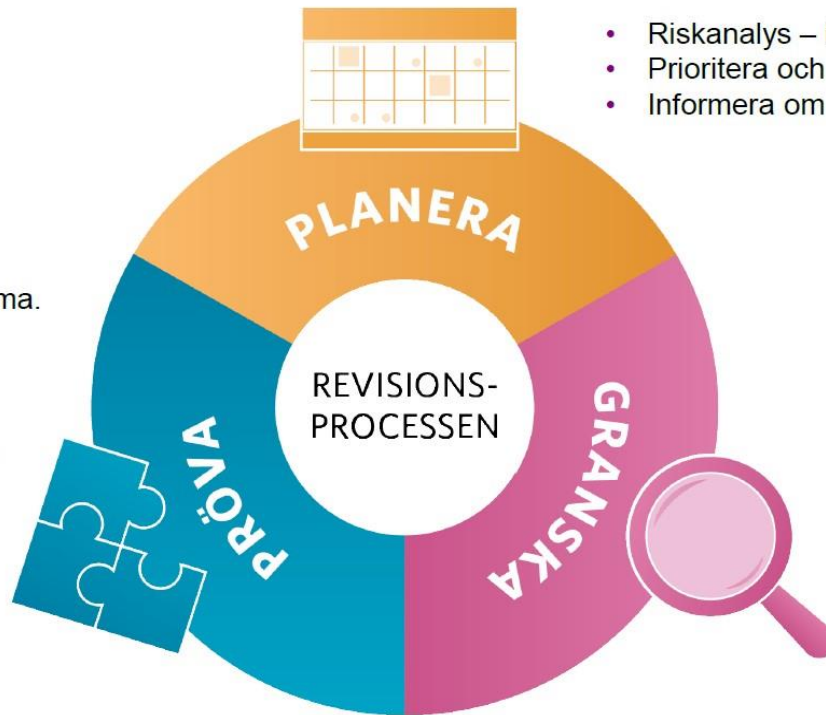 • Riskanalys –
• Prioritera och
• Informera om
PLANERA
ma.
REVISIONS-
PROCESSEN
GRANSKA
PRÖVA